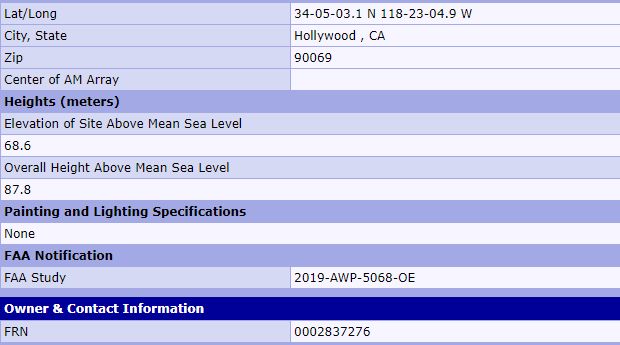 Lat/Long 34-05-03.1 N 118-23-04.9 W
City, State Hollywood , CA
Zip 90069
Center of AM Array
Heights (meters)
Elevation of Site Above Mean Sea Level
68.6
Overall Height Above Mean Sea Level
87.8
Painting and Lighting Specifications
None
FAA Notification
FAA Study 2019-AWP-5068-OE
Owner & Contact Information
FRN 0002837276